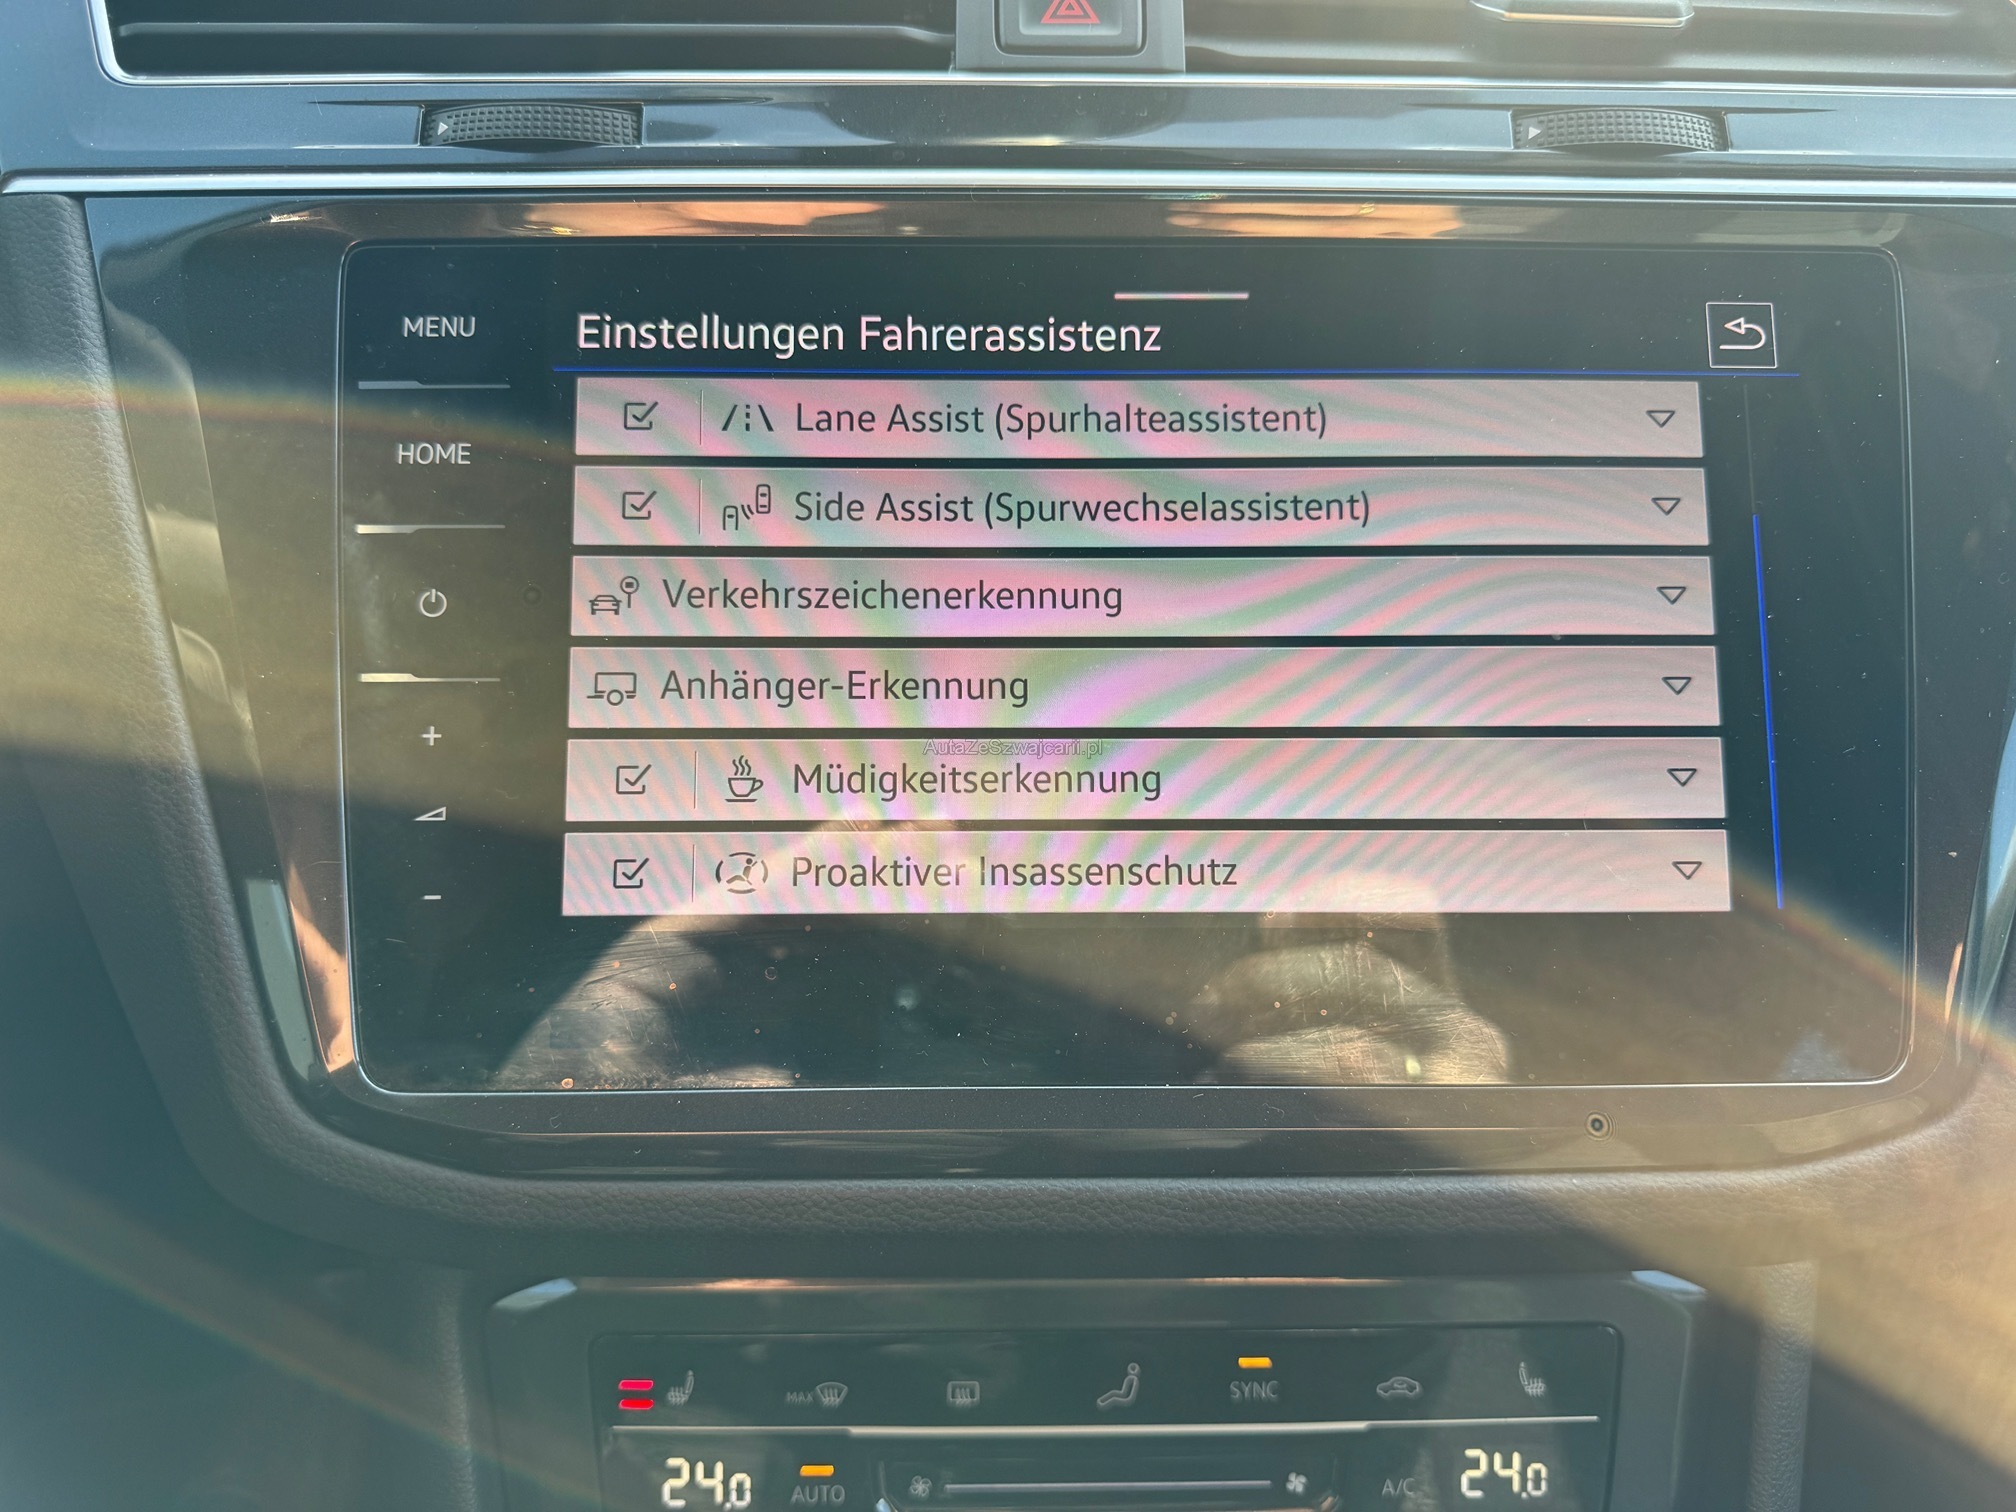 MENU
Einstellungen Fahrerassistenz
Lane Assist (Spurhalteassistent)
HOME
Side Assist (Spurwechselassistent)
Verkehrszeichenerkennung
Anhänger-Erkennung
AutaZeSzwajcarii.pl
Müdigkeitserkennung
Proaktiver Insassenschutz
MAX
SYNC
24.0
AUTO
A/C
24.0